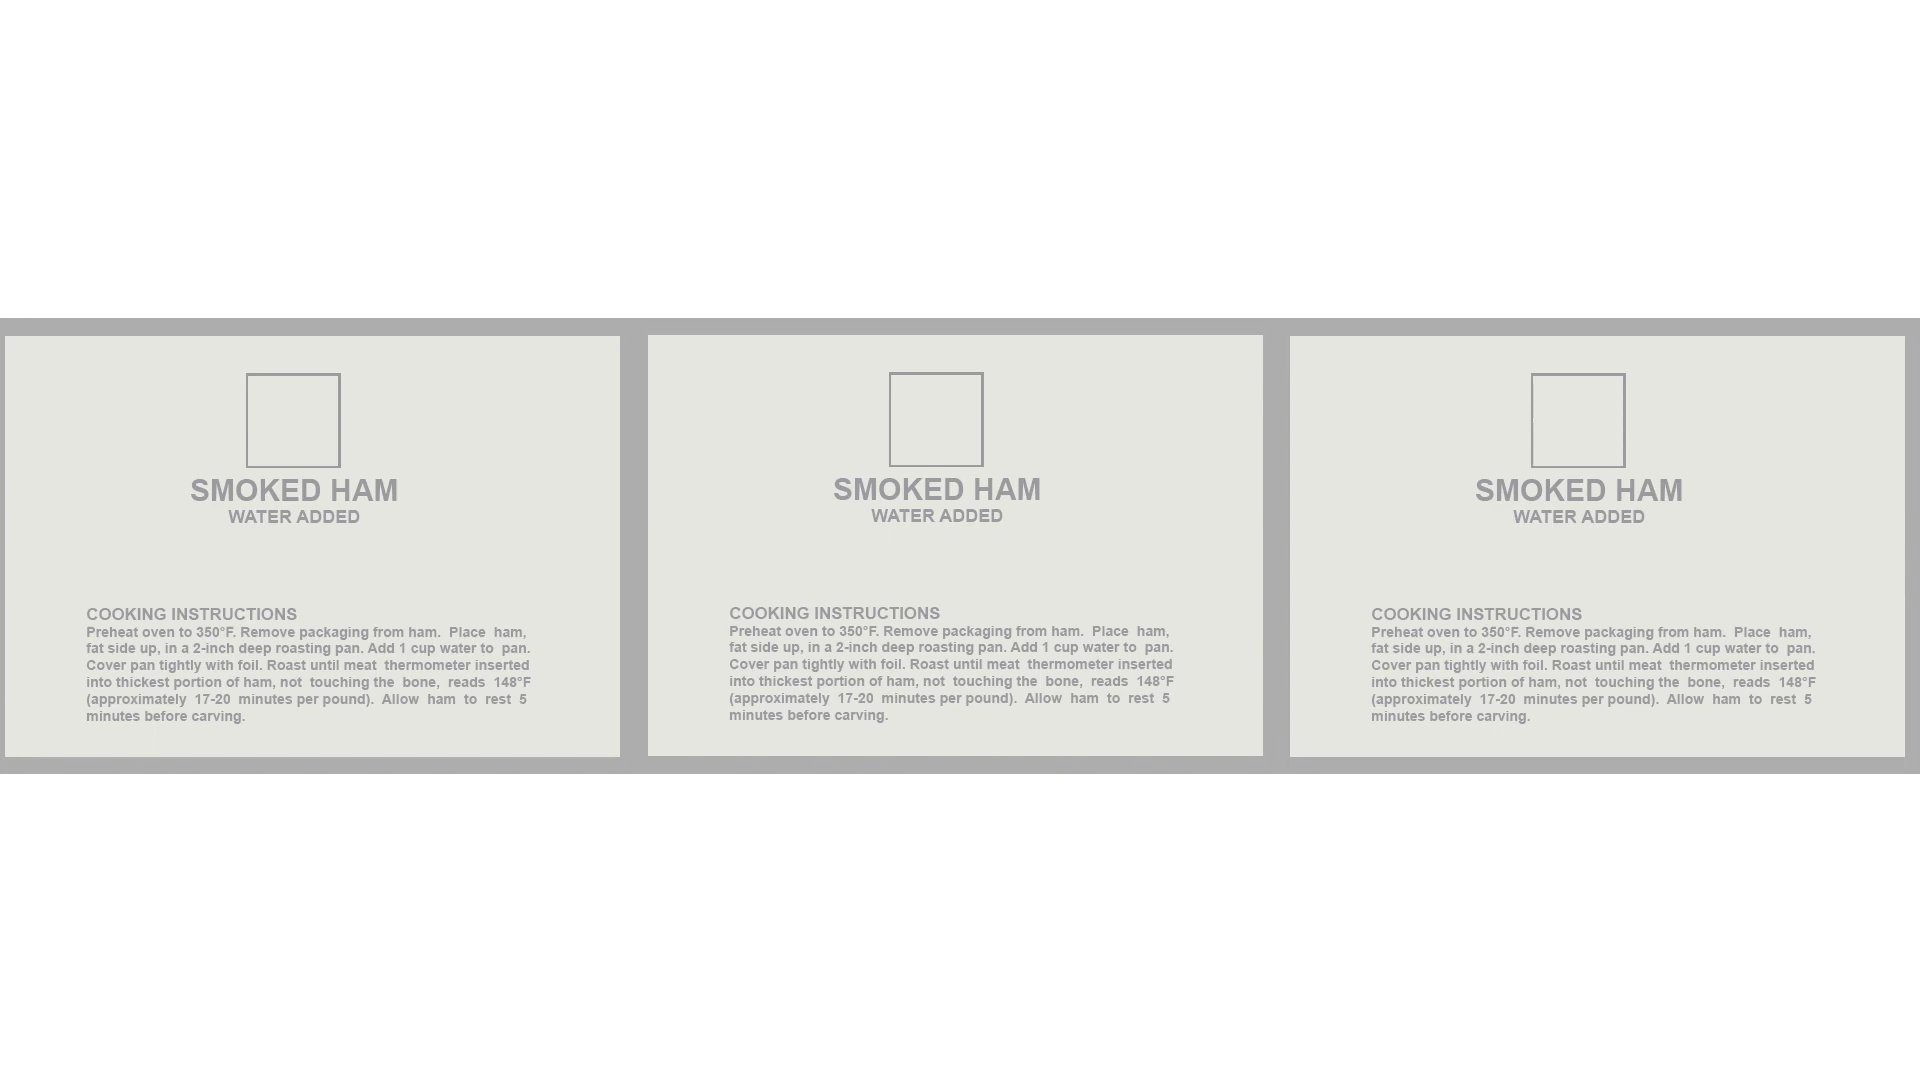 SMOKED HAM
WATER ADDED
COOKING INSTRUCTIONS
Preheat oven to 350°F. Remove packaging from ham. Place ham,
fat side up, in a 2-inch deep roasting pan. Add 1 cup water to pan.
Cover pan tightly with foil. Roast until meat thermometer inserted
into thickest portion of ham, not touching the bone, reads 148°F
(approximately 17-20 minutes per pound). Allow ham to rest 5
minutes before carving.
SMOKED HAM
WATER ADDED
COOKING INSTRUCTIONS
Preheat oven to 350°F. Remove packaging from ham. Place ham,
fat side up, in a 2-inch deep roasting pan. Add 1 cup water to pan.
Cover pan tightly with foil. Roast until meat thermometer inserted
into thickest portion of ham, not touching the bone, reads 148°F
(approximately 17-20 minutes per pound). Allow ham to rest 5
minutes before carving.
SMOKED HAM
WATER ADDED
COOKING INSTRUCTIONS
Preheat oven to 350°F. Remove packaging from ham. Place ham,
fat side up, in a 2-inch deep roasting pan. Add 1 cup water to pan.
Cover pan tightly with foil. Roast until meat thermometer inserted
into thickest portion of ham, not touching the bone, reads 148°F
(approximately 17-20 minutes per pound). Allow ham to rest 5
minutes before carving.